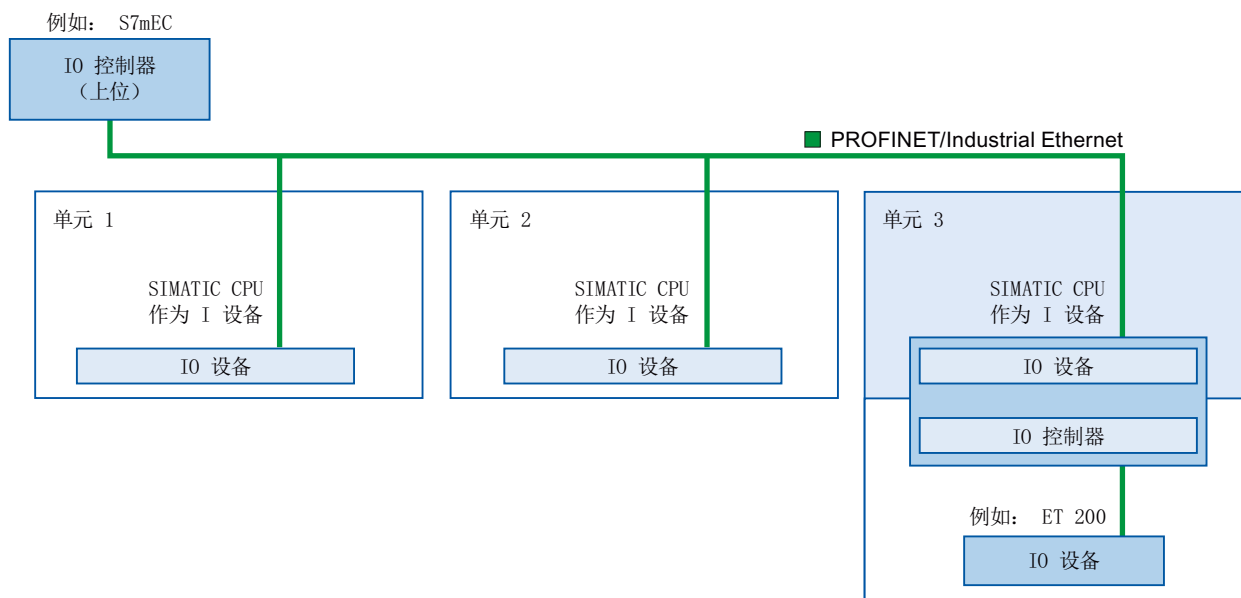 例如: S7mEC
IO 控制器
（上位）
PROFINET/Industrial Ethernet
单元 1
SIMATIC CPU
作为 I 设备
IO 设备
单元 2
SIMATIC CPU
作为 I 设备
IO 设备
单元 3
SIMATIC CPU
作为 I 设备
IO 设备
IO 控制器
例如: ET 200
IO 设备